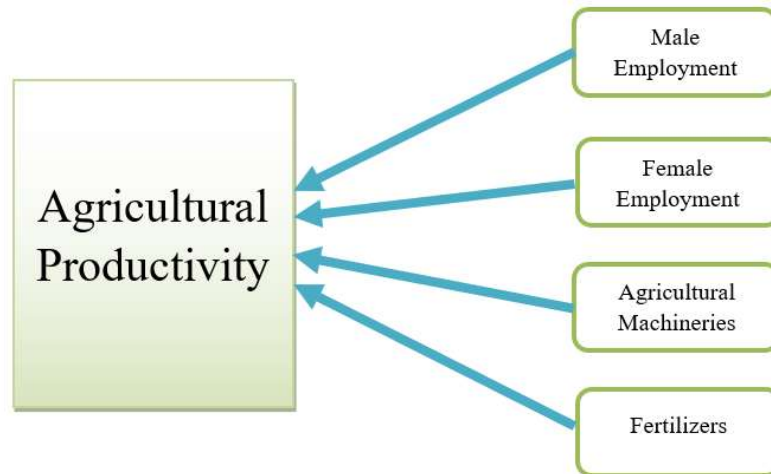 Agricultural
Productivity
Male
Employment
Female
Employment
Agricultural
Machineries
Fertilizers